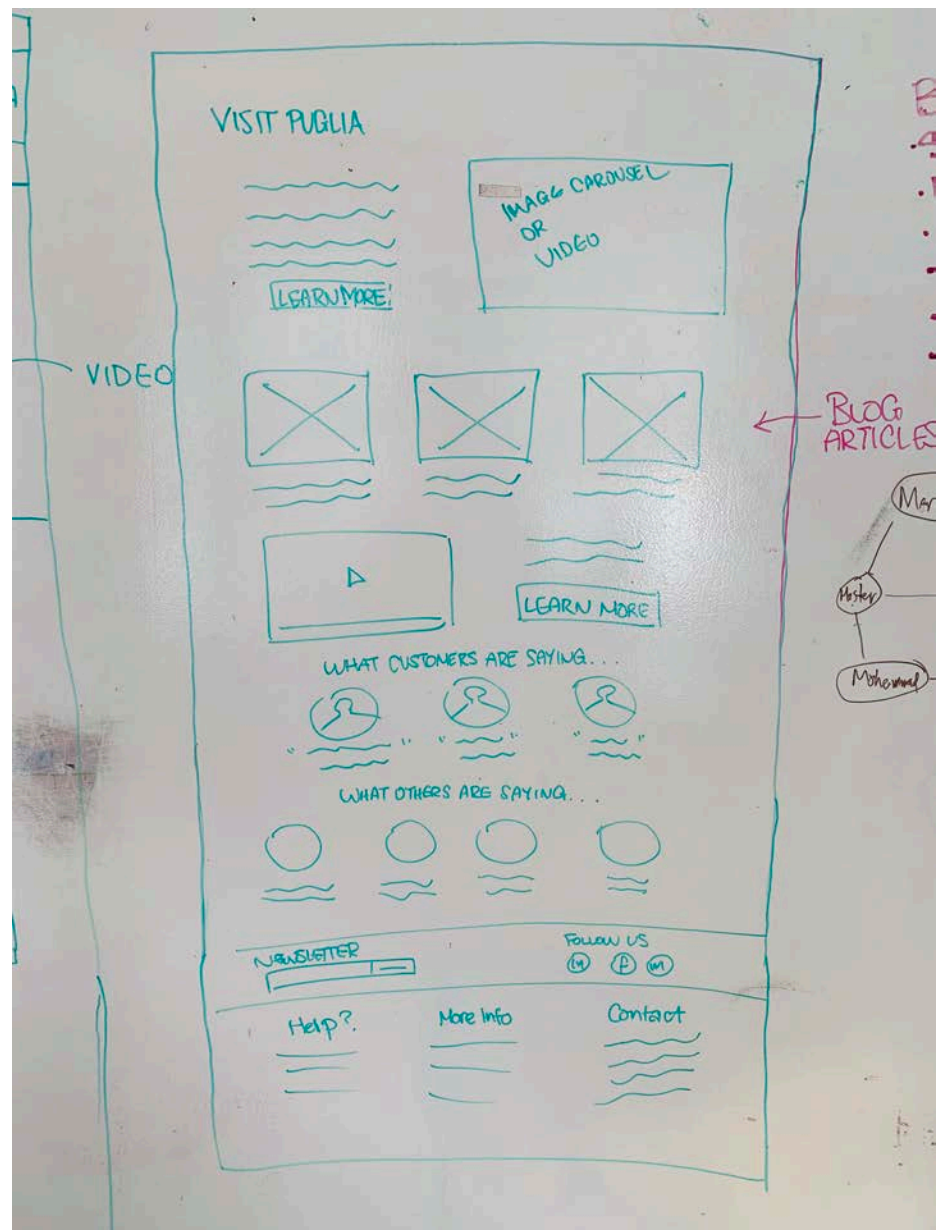 VISIT PUGLIA
IMAGE CAROUSEL
OR
VIDEO
LEARN MORE!
VIDEO
BLOG
ARTICLES
LEARN MORE
WHAT CUSTOMERS ARE SAYING...
WHAT OTHERS ARE SAYING...
NEWSLETTER
FOLLOW US
f
Help?
More Info
Contact
Master